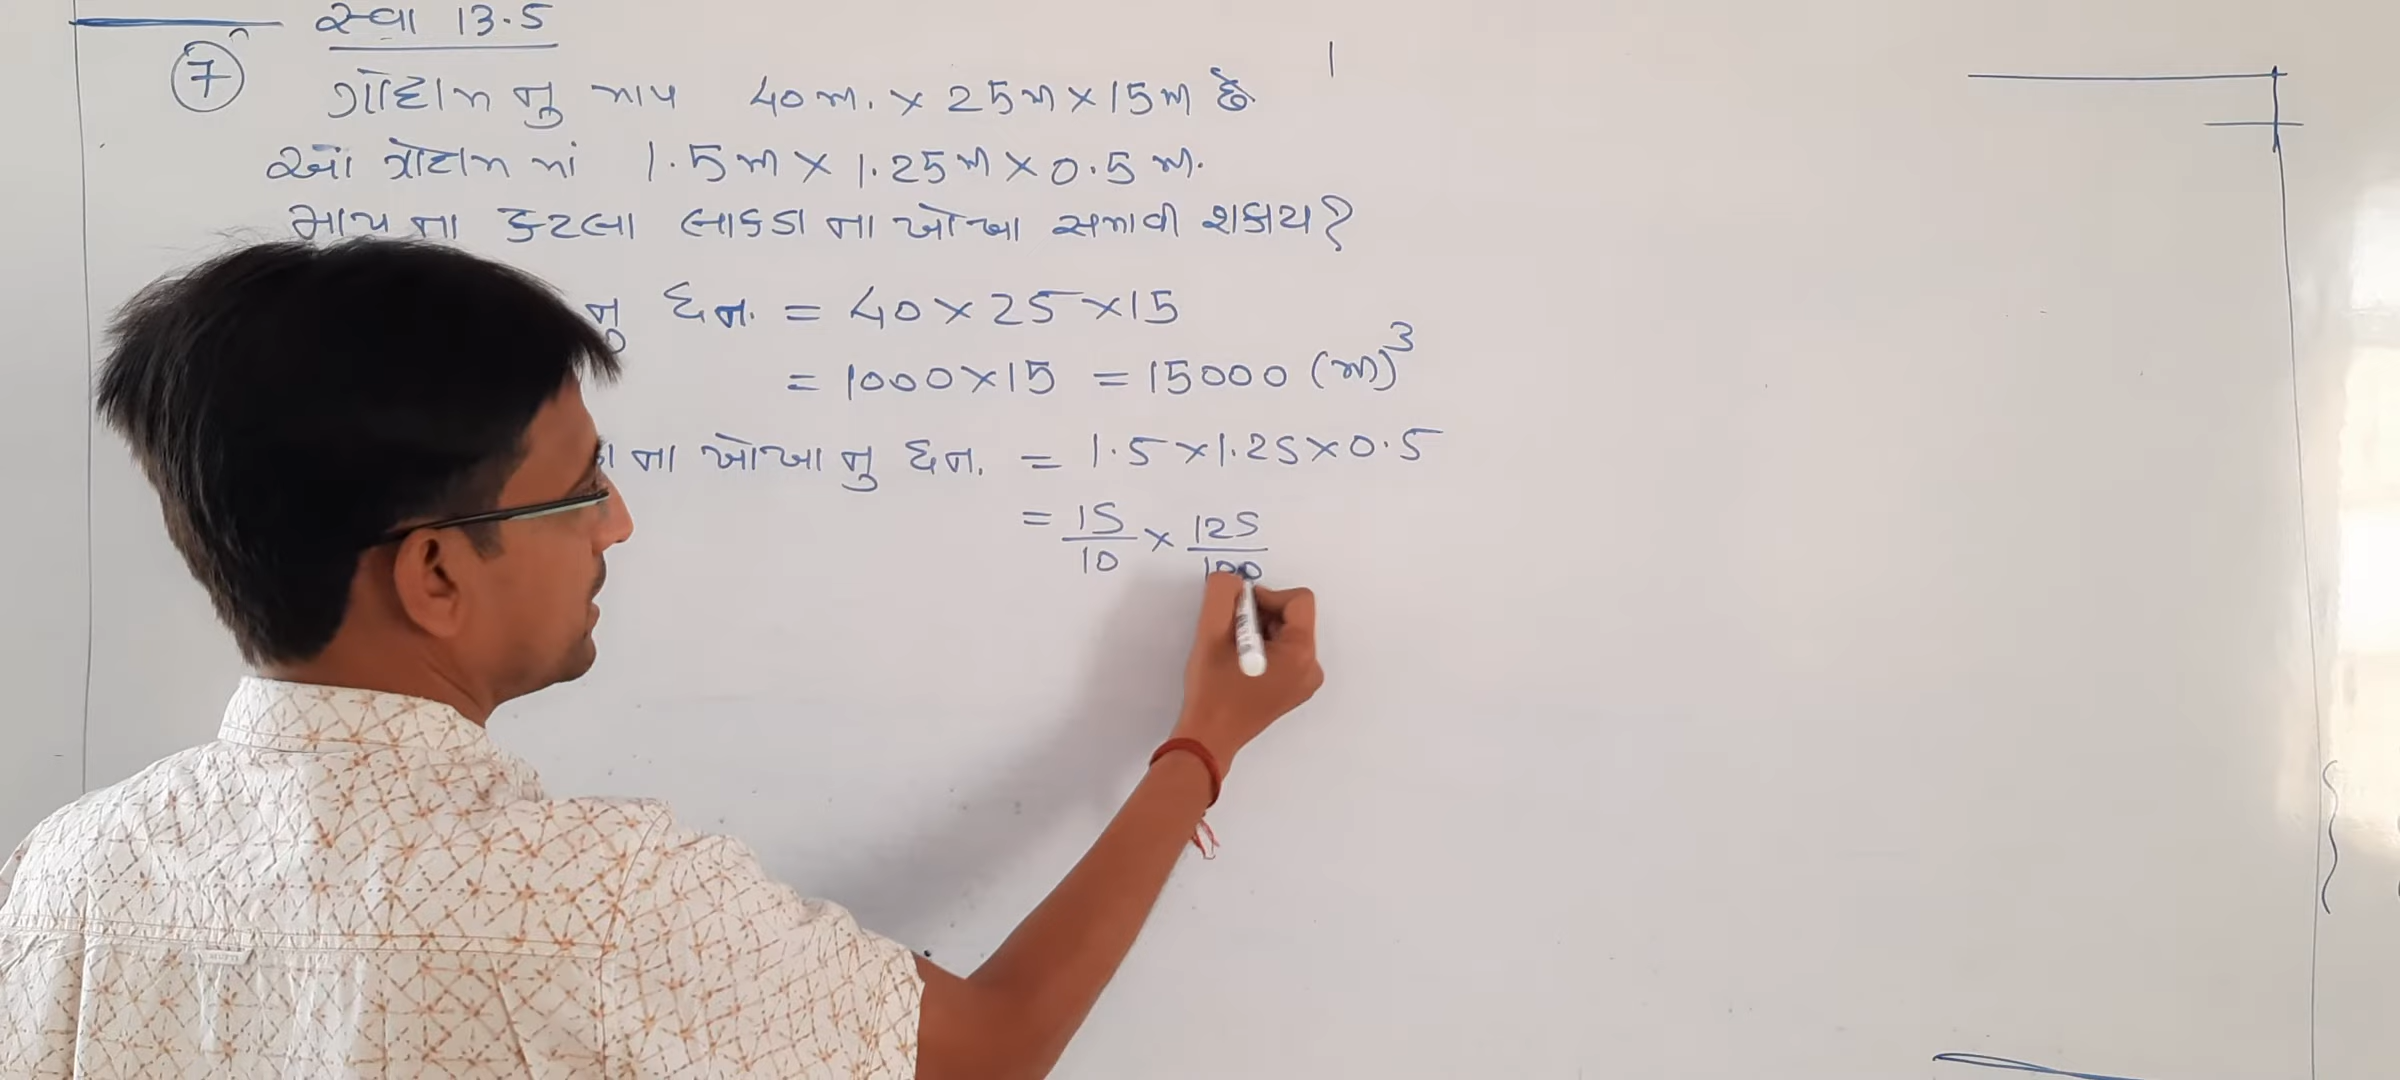 સ્વા 13.5
7 ગોદામ નુ માપ 40 મી. × 25 મી × 15 મી છે
આ ગોદામ માં 1.5 મી × 1.25 મી × 0.5 મી.
માપ ના કેટલા લાકડા ના ખોખા સમાવી શકાય?
નુ ઘન. = 40 × 25 × 15
= 1000 × 15 = 15000 (મી)³
ના ખોખા નુ ઘન. = 1.5 × 1.25 × 0.5
= 15/10 × 125/100